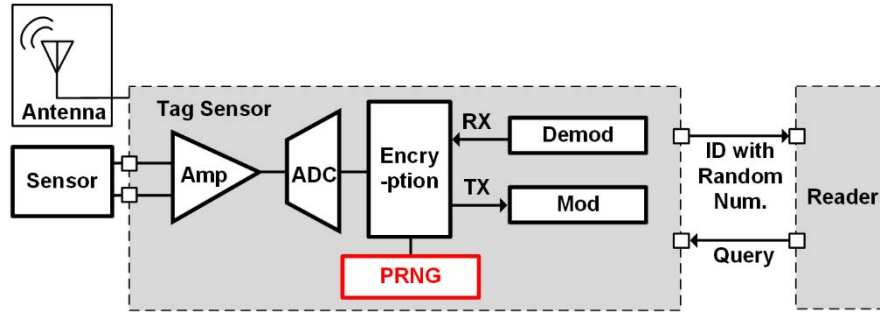 Antenna
Tag Sensor
Sensor
Amp
ADC
Encry
-ption
RX
TX
Demod
Mod
PRNG
ID with
Random
Num.
Query
Reader